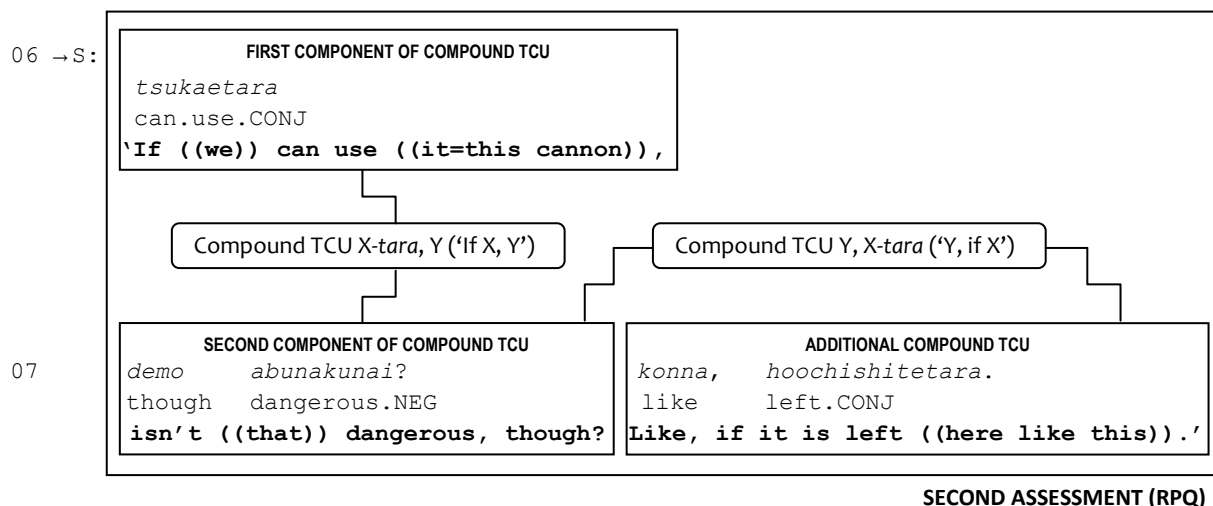 06 →S:
FIRST COMPONENT OF COMPOUND TCU
tsukaetara
can.use.CONJ
‘If ((we)) can use ((it=this cannon)),
Compound TCU X-tara, Y (‘If X, Y’)
Compound TCU Y, X-tara (‘Y, if X’)
07
SECOND COMPONENT OF COMPOUND TCU
demo abunakunai?
though dangerous.NEG
isn't ((that)) dangerous, though?
ADDITIONAL COMPOUND TCU
konna, hoochishitetara.
like left.CONJ
Like, if it is left ((here like this)).’
SECOND ASSESSMENT (RPQ)